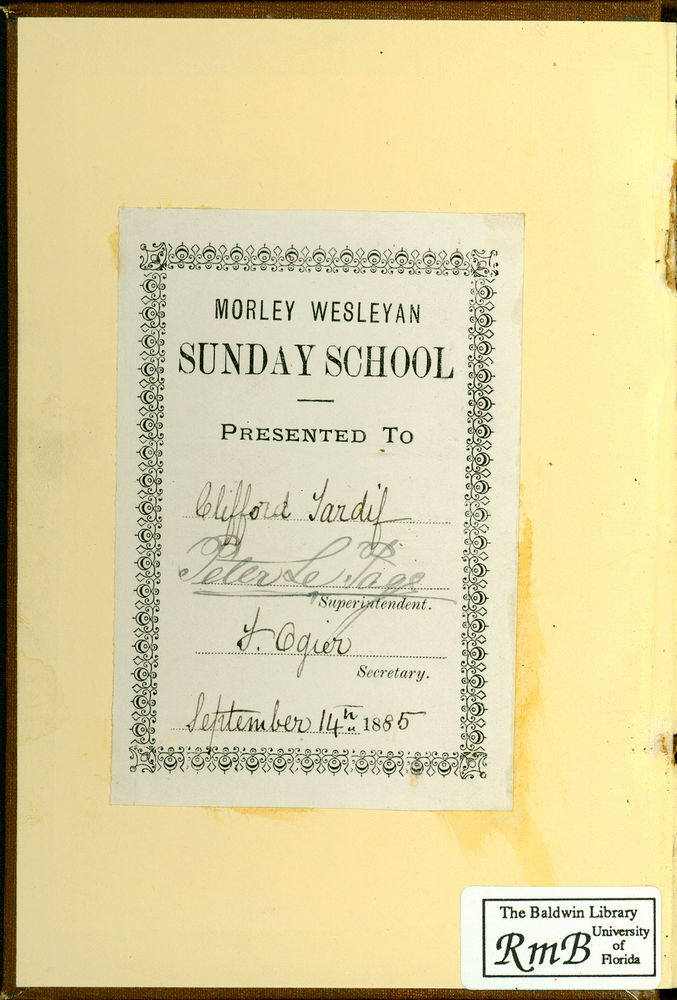 MORLEY WESLEYAN
SUNDAY SCHOOL
PRESENTED TO
Clifford Tardif
Peter Le Page
Superintendent.
J. Ogier
Secretary.
September 14th 1885
The Baldwin Library
RmB University of Florida